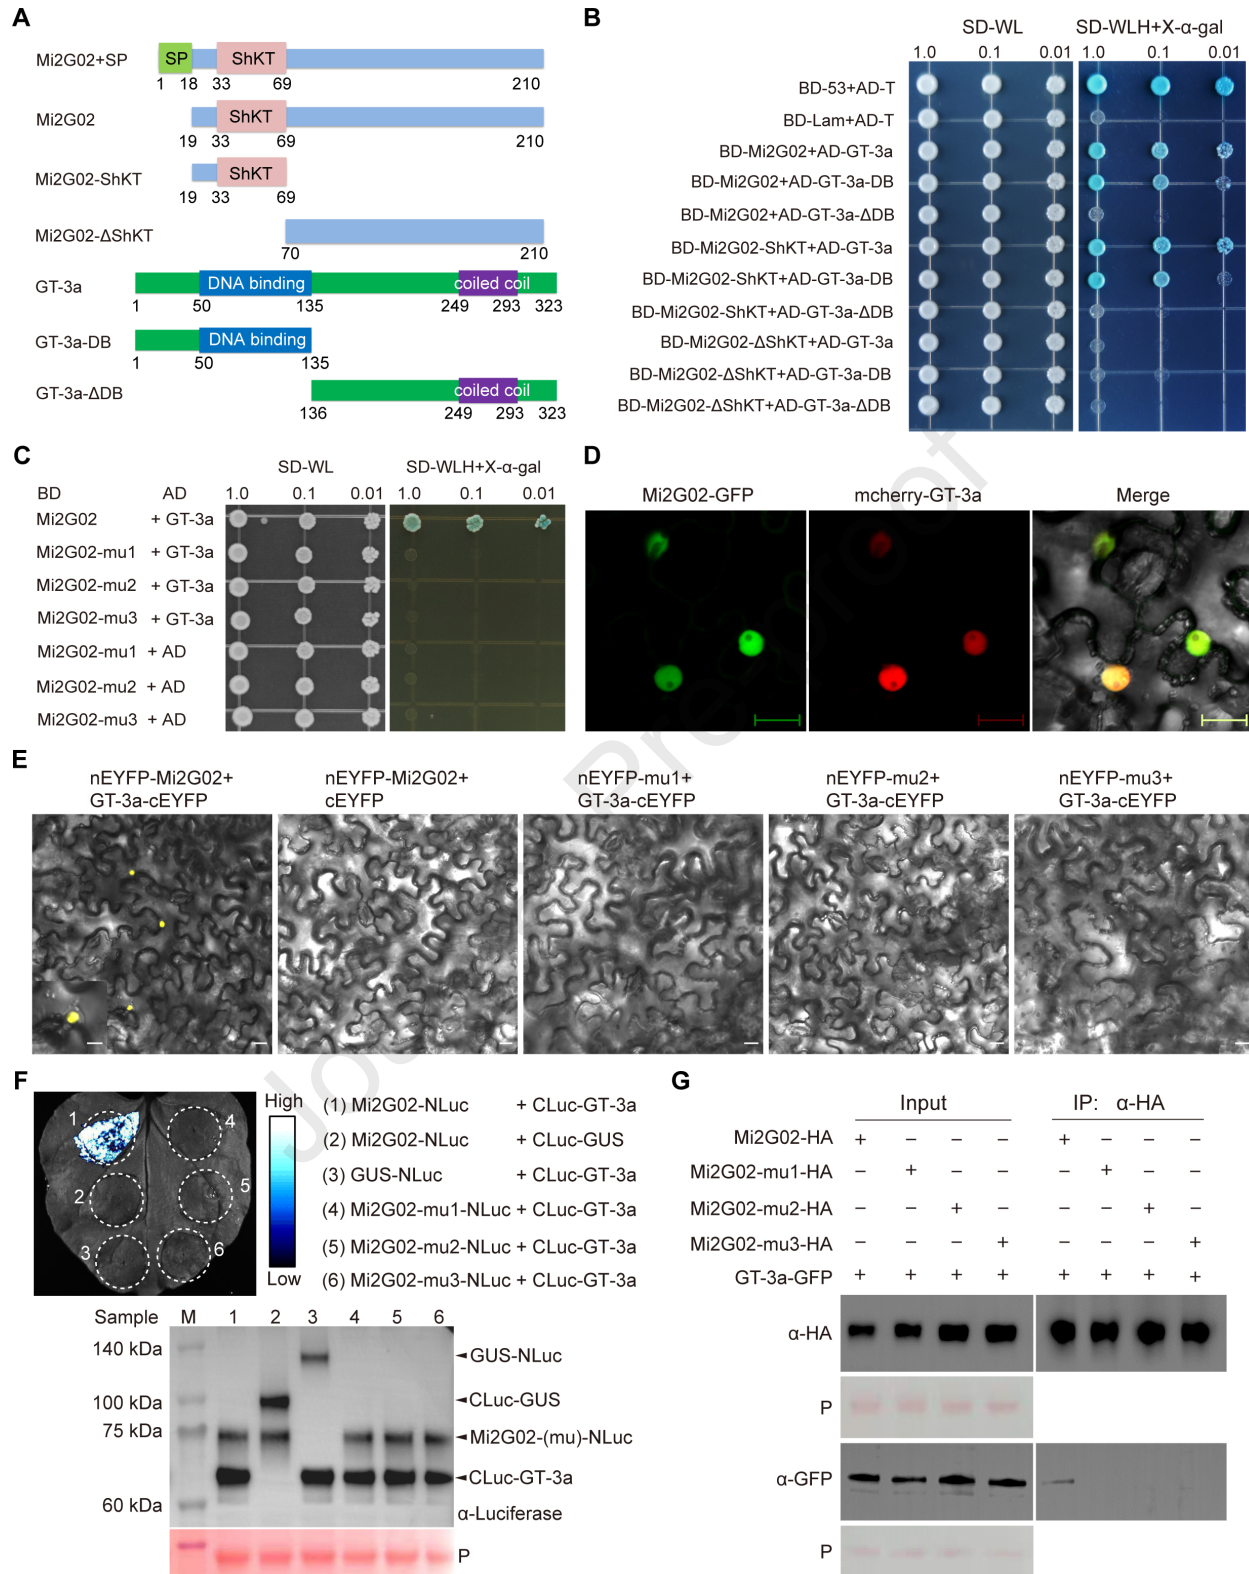 A
Mi2G02+SP
SP
ShKT
1 18 33 69 210
Mi2G02
ShKT
19 33 69 210
Mi2G02-ShKT
ShKT
19 33 69
Mi2G02-ΔShKT
70 210
GT-3a
DNA binding
coiled coil
1 50 135 249 293 323
GT-3a-DB
DNA binding
1 50 135
GT-3a-ΔDB
coiled coil
136 249 293 323
B
SD-WL SD-WLH+X-α-gal
1.0 0.1 0.01 1.0 0.1 0.01
BD-53+AD-T
BD-Lam+AD-T
BD-Mi2G02+AD-GT-3a
BD-Mi2G02+AD-GT-3a-DB
BD-Mi2G02+AD-GT-3a-ΔDB
BD-Mi2G02-ShKT+AD-GT-3a
BD-Mi2G02-ShKT+AD-GT-3a-DB
BD-Mi2G02-ShKT+AD-GT-3a-ΔDB
BD-Mi2G02-ΔShKT+AD-GT-3a
BD-Mi2G02-ΔShKT+AD-GT-3a-DB
BD-Mi2G02-ΔShKT+AD-GT-3a-ΔDB
C
SD-WL SD-WLH+X-α-gal
BD AD 1.0 0.1 0.01 1.0 0.1 0.01
Mi2G02 + GT-3a
Mi2G02-mu1 + GT-3a
Mi2G02-mu2 + GT-3a
Mi2G02-mu3 + GT-3a
Mi2G02-mu1 + AD
Mi2G02-mu2 + AD
Mi2G02-mu3 + AD
D
Mi2G02-GFP mcherry-GT-3a Merge
E
nEYFP-Mi2G02+
GT-3a-cEYFP
nEYFP-Mi2G02+
cEYFP
nEYFP-mu1+
GT-3a-cEYFP
nEYFP-mu2+
GT-3a-cEYFP
nEYFP-mu3+
GT-3a-cEYFP
Journal Pre-proof
F
1
2
3
4
5
6
High
Low
(1) Mi2G02-NLuc + CLuc-GT-3a
(2) Mi2G02-NLuc + CLuc-GUS
(3) GUS-NLuc + CLuc-GT-3a
(4) Mi2G02-mu1-NLuc + CLuc-GT-3a
(5) Mi2G02-mu2-NLuc + CLuc-GT-3a
(6) Mi2G02-mu3-NLuc + CLuc-GT-3a
Sample M 1 2 3 4 5 6
140 kDa
100 kDa
75 kDa
60 kDa
GUS-NLuc
CLuc-GUS
Mi2G02-(mu)-NLuc
CLuc-GT-3a
α-Luciferase
P
G
Input IP: α-HA
Mi2G02-HA + − − − + − − −
Mi2G02-mu1-HA − + − − − + − −
Mi2G02-mu2-HA − − + − − − + −
Mi2G02-mu3-HA − − − + − − − +
GT-3a-GFP + + + + + + + +
α-HA
P
α-GFP
P